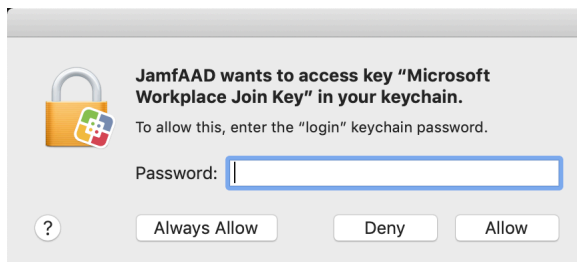 JamfAAD wants to access key “Microsoft
Workplace Join Key” in your keychain.
To allow this, enter the “login” keychain password.
Password:
? Always Allow Deny Allow